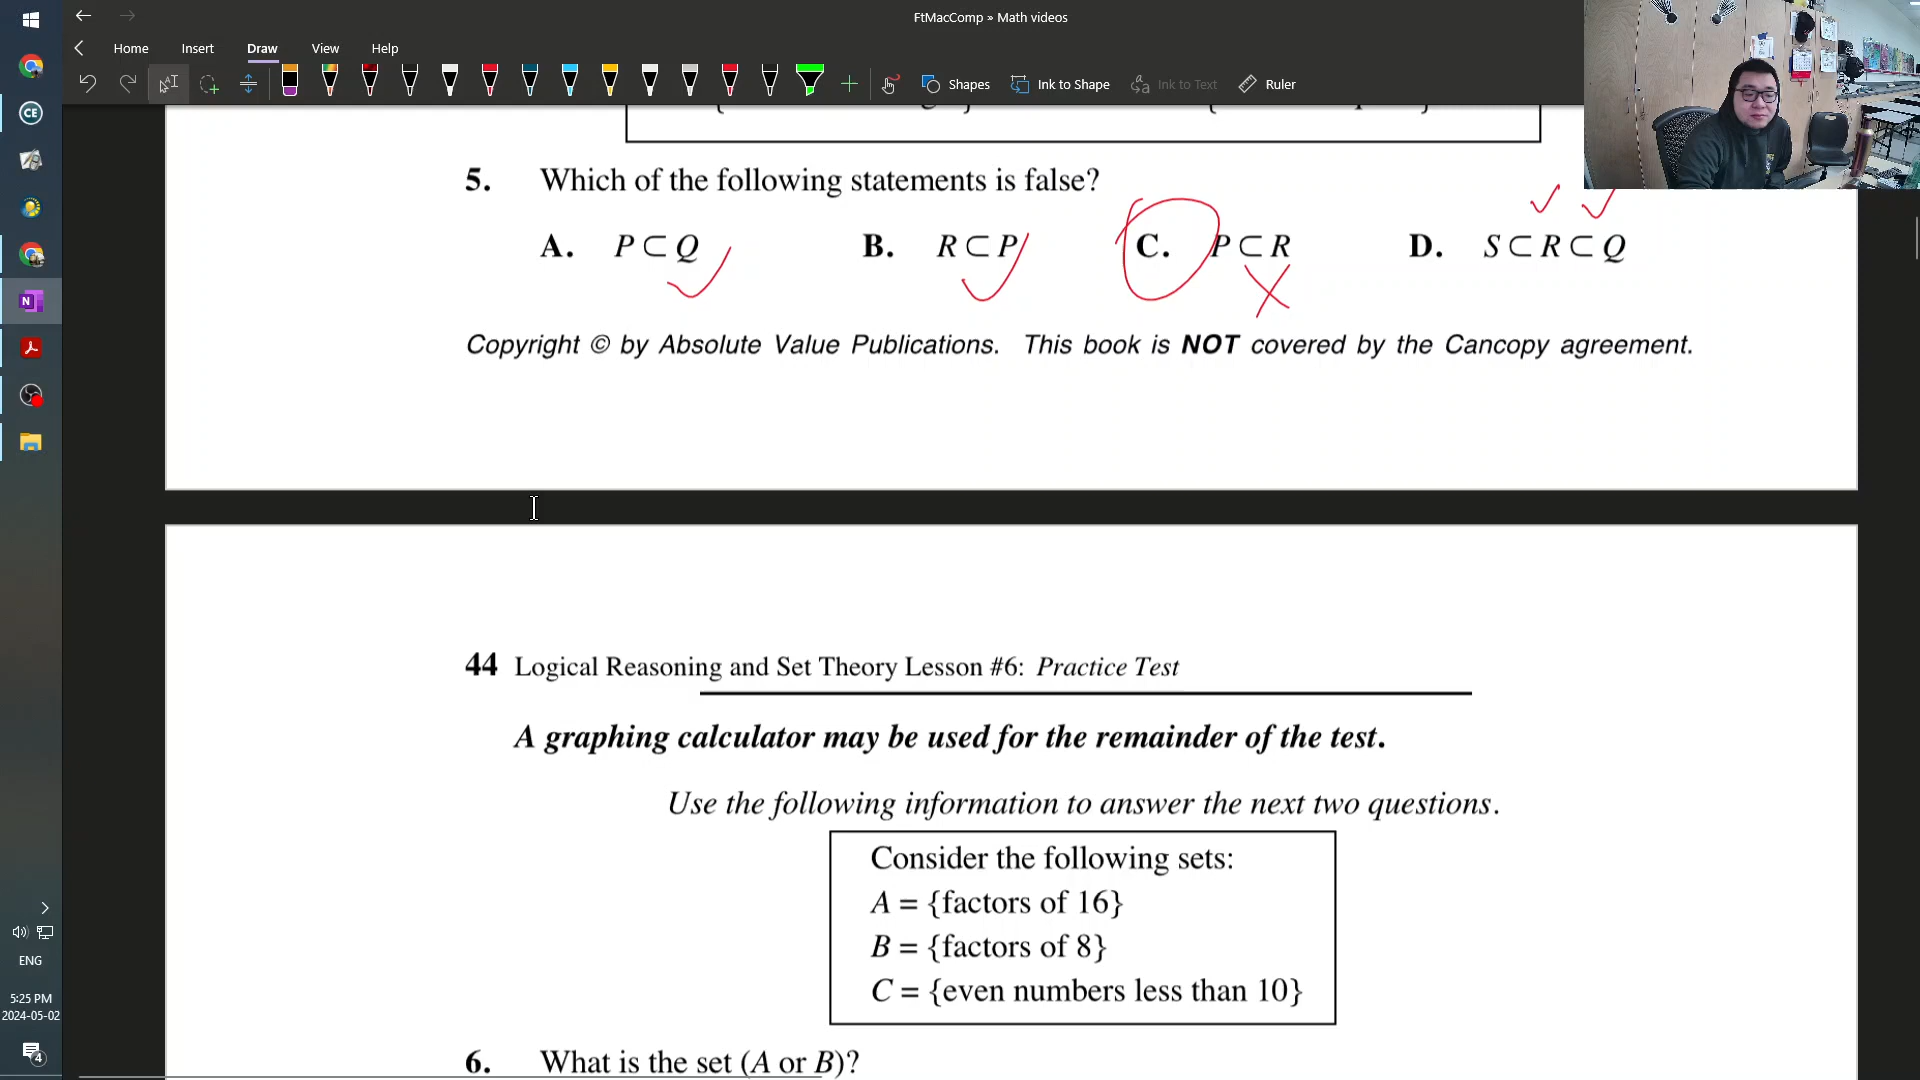 FtMacComp » Math videos
Home Insert Draw View Help
Shapes Ink to Shape Ink to Text Ruler
5. Which of the following statements is false?
A. P ⊂ Q B. R ⊂ P C. P ⊂ R D. S ⊂ R ⊂ Q
Copyright © by Absolute Value Publications. This book is NOT covered by the Cancopy agreement.
44 Logical Reasoning and Set Theory Lesson #6: Practice Test
A graphing calculator may be used for the remainder of the test.
Use the following information to answer the next two questions.
Consider the following sets:
A = {factors of 16}
B = {factors of 8}
C = {even numbers less than 10}
6. What is the set (A or B)?
CE
N
ENG
5:25 PM
2024-05-02
4